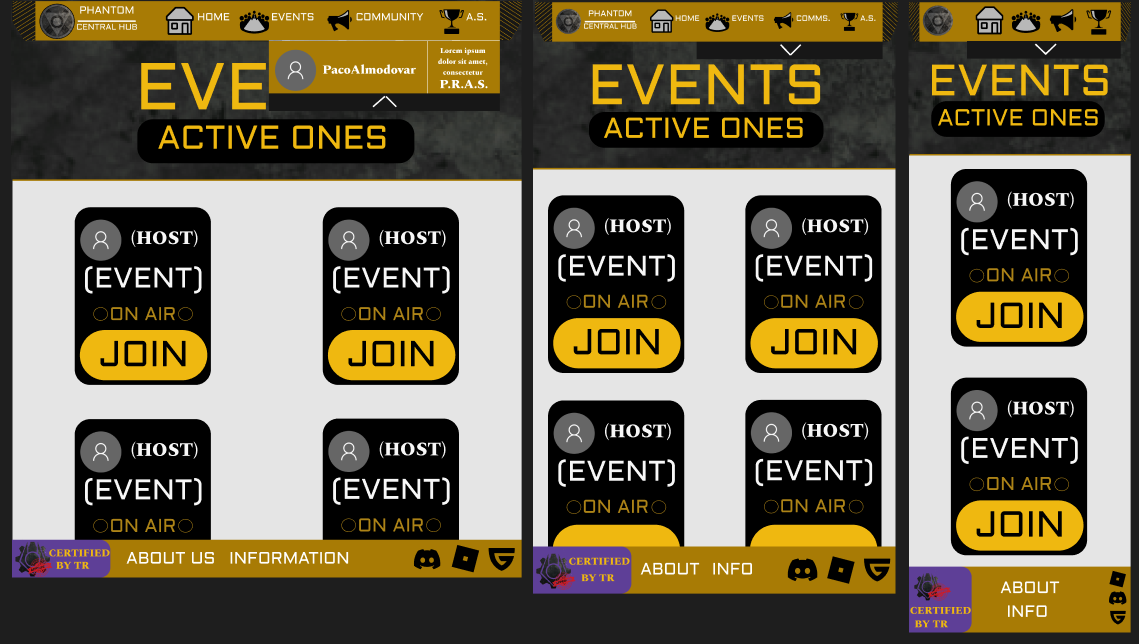 PHANTOM
CENTRAL HUB
HOME
EVENTS
COMMUNITY
A.S.
PacoAlmodovar
Lorem ipsum
dolor sit amet,
consectetur
P.R.A.S.
EVE
ACTIVE ONES
(HOST)
(EVENT)
ON AIR
JOIN
(HOST)
(EVENT)
ON AIR
JOIN
(HOST)
(EVENT)
ON AIR
(HOST)
(EVENT)
ON AIR
CERTIFIED
BY TR
ABOUT US
INFORMATION
PHANTOM
CENTRAL HUB
HOME
EVENTS
COMMS.
A.S.
EVENTS
ACTIVE ONES
(HOST)
(EVENT)
ON AIR
JOIN
(HOST)
(EVENT)
ON AIR
JOIN
(HOST)
(EVENT)
ON AIR
(HOST)
(EVENT)
ON AIR
CERTIFIED
BY TR
ABOUT
INFO
EVENTS
ACTIVE ONES
(HOST)
(EVENT)
ON AIR
JOIN
(HOST)
(EVENT)
ON AIR
JOIN
CERTIFIED
BY TR
ABOUT
INFO